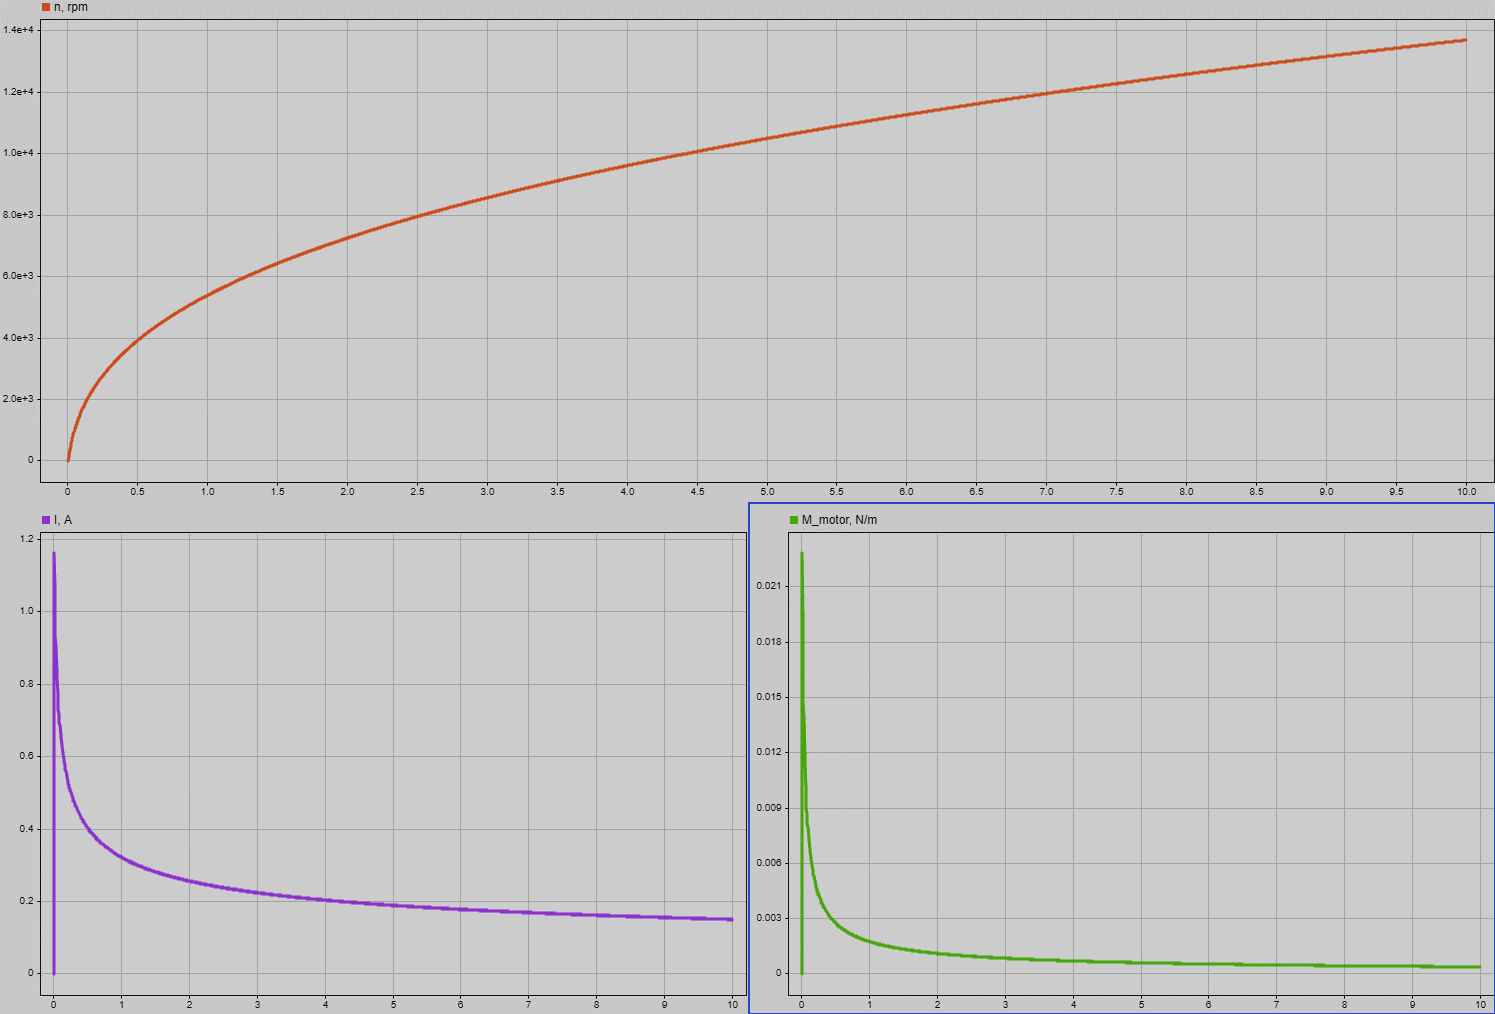 n, rpm
1.4e+4
1.2e+4
1.0e+4
8.0e+3
6.0e+3
4.0e+3
2.0e+3
0
0 0.5 1.0 1.5 2.0 2.5 3.0 3.5 4.0 4.5 5.0 5.5 6.0 6.5 7.0 7.5 8.0 8.5 9.0 9.5 10.0
I, A
1.2
1.0
0.8
0.6
0.4
0.2
0
0 1 2 3 4 5 6 7 8 9 10
M_motor, N/m
0.021
0.018
0.015
0.012
0.009
0.006
0.003
0
0 1 2 3 4 5 6 7 8 9 10